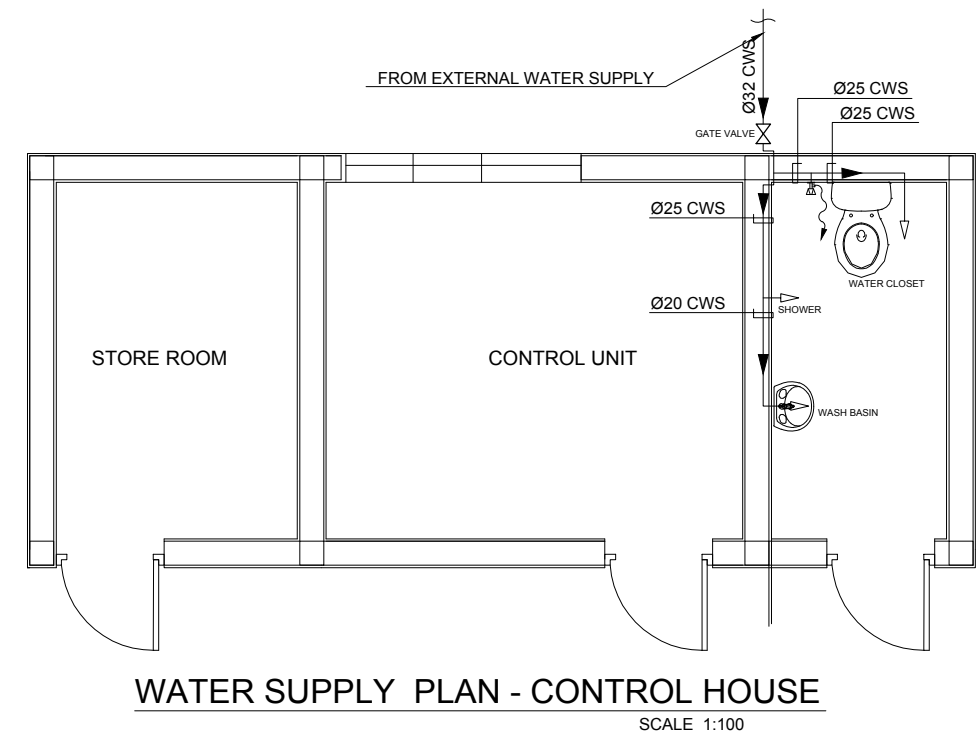 Ø32 CWS
FROM EXTERNAL WATER SUPPLY
Ø25 CWS
Ø25 CWS
GATE VALVE
Ø25 CWS
WATER CLOSET
Ø20 CWS
SHOWER
STORE ROOM
CONTROL UNIT
WASH BASIN
WATER SUPPLY PLAN - CONTROL HOUSE
SCALE 1:100